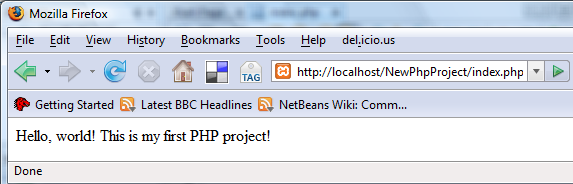 Mozilla Firefox
File Edit View History Bookmarks Tools Help del.icio.us
TAG http://localhost/NewPhpProject/index.php
Getting Started Latest BBC Headlines NetBeans Wiki: Comm...
Hello, world! This is my first PHP project!
Done